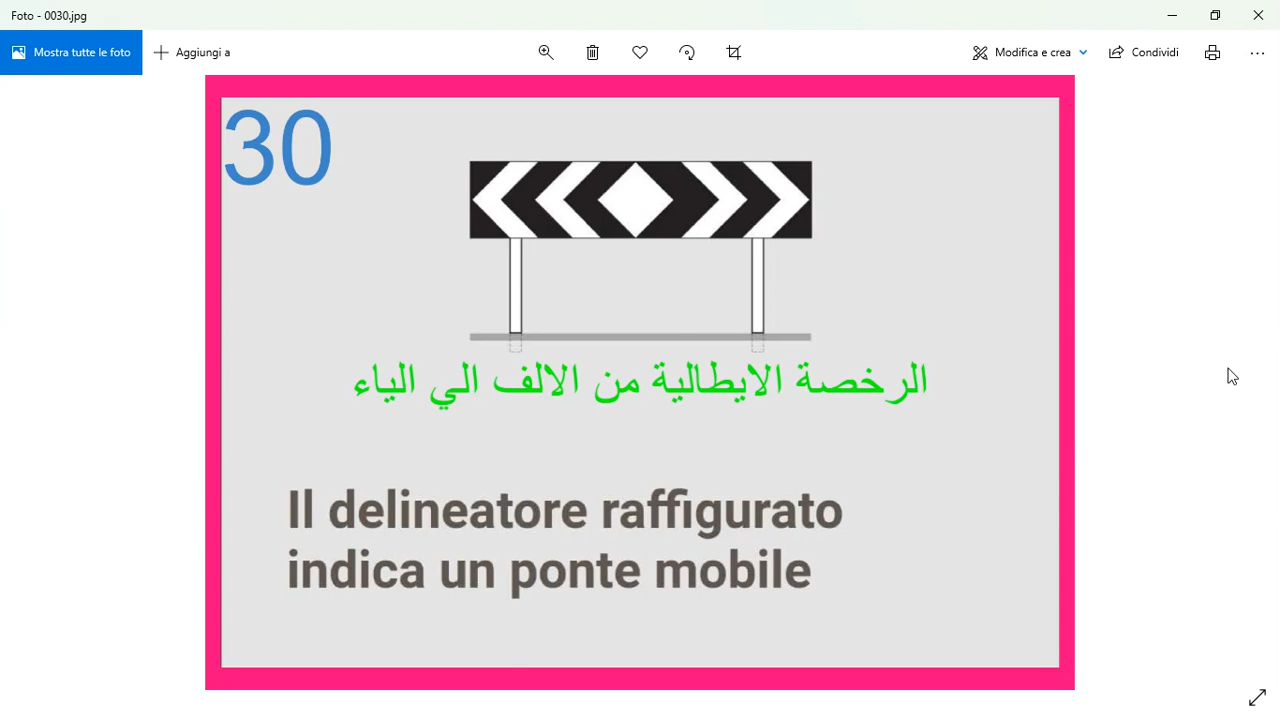 Foto - 0030.jpg
Mostra tutte le foto
Aggiungi a
Modifica e crea
Condividi
30
الرخصة الايطالية من الالف الي الياء
Il delineatore raffigurato
indica un ponte mobile